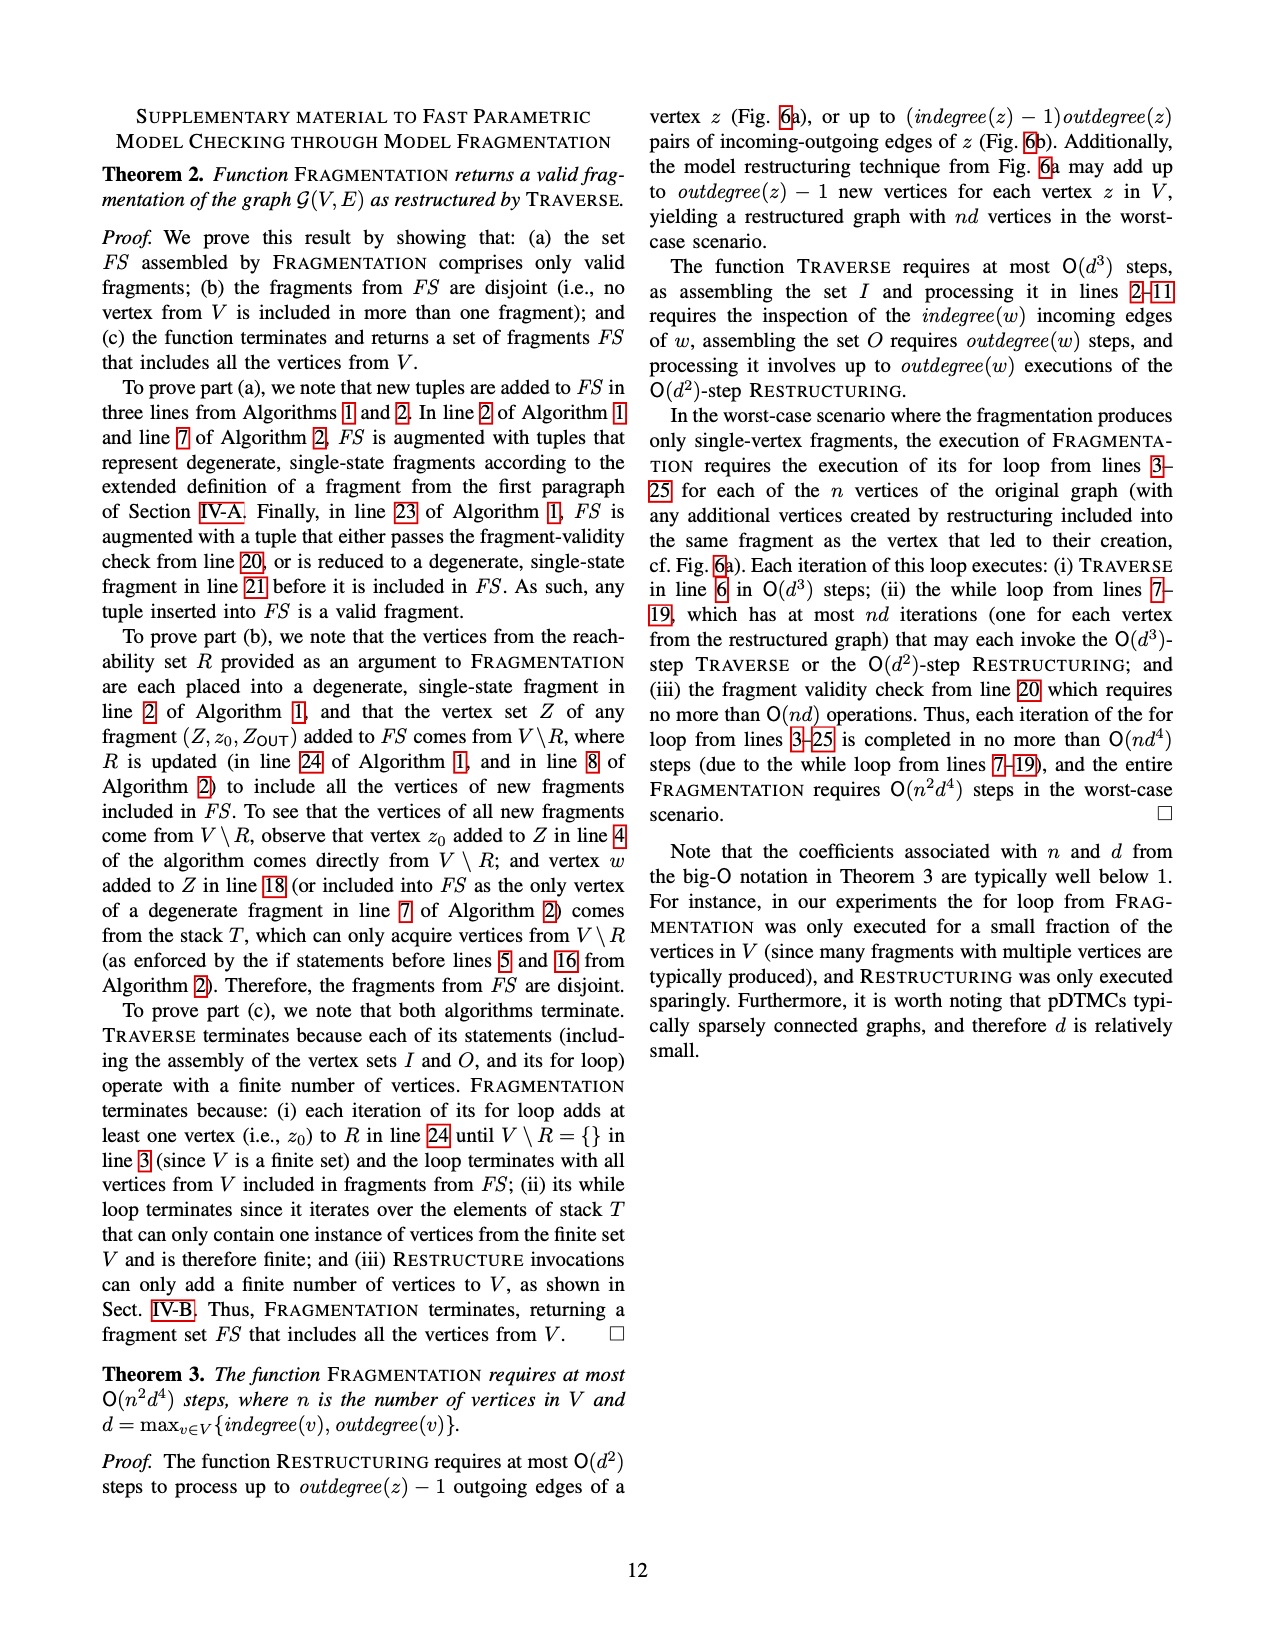 SUPPLEMENTARY MATERIAL TO FAST PARAMETRIC
MODEL CHECKING THROUGH MODEL FRAGMENTATION
Theorem 2. Function FRAGMENTATION returns a valid frag-
mentation of the graph G(V, E) as restructured by TRAVERSE.
Proof. We prove this result by showing that: (a) the set
FS assembled by FRAGMENTATION comprises only valid
fragments; (b) the fragments from FS are disjoint (i.e., no
vertex from V is included in more than one fragment); and
(c) the function terminates and returns a set of fragments FS
that includes all the vertices from V.
To prove part (a), we note that new tuples are added to FS in
three lines from Algorithms 1 and 2. In line 2 of Algorithm 1
and line 7 of Algorithm 2, FS is augmented with tuples that
represent degenerate, single-state fragments according to the
extended definition of a fragment from the first paragraph
of Section IV-A. Finally, in line 23 of Algorithm 1, FS is
augmented with a tuple that either passes the fragment-validity
check from line 20, or is reduced to a degenerate, single-state
fragment in line 21 before it is included in FS. As such, any
tuple inserted into FS is a valid fragment.
To prove part (b), we note that the vertices from the reach-
ability set R provided as an argument to FRAGMENTATION
are each placed into a degenerate, single-state fragment in
line 2 of Algorithm 1, and that the vertex set Z of any
fragment (Z, z₀, Z_OUT) added to FS comes from V \ R, where
R is updated (in line 24 of Algorithm 1, and in line 8 of
Algorithm 2) to include all the vertices of new fragments
included in FS. To see that the vertices of all new fragments
come from V \ R, observe that vertex z₀ added to Z in line 4
of the algorithm comes directly from V \ R; and vertex w
added to Z in line 18 (or included into FS as the only vertex
of a degenerate fragment in line 7 of Algorithm 2) comes
from the stack T, which can only acquire vertices from V \ R
(as enforced by the if statements before lines 5 and 16 from
Algorithm 2). Therefore, the fragments from FS are disjoint.
To prove part (c), we note that both algorithms terminate.
TRAVERSE terminates because each of its statements (includ-
ing the assembly of the vertex sets I and O, and its for loop)
operate with a finite number of vertices. FRAGMENTATION
terminates because: (i) each iteration of its for loop adds at
least one vertex (i.e., z₀) to R in line 24 until V \ R = {} in
line 3 (since V is a finite set) and the loop terminates with all
vertices from V included in fragments from FS; (ii) its while
loop terminates since it iterates over the elements of stack T
that can only contain one instance of vertices from the finite set
V and is therefore finite; and (iii) RESTRUCTURE invocations
can only add a finite number of vertices to V, as shown in
Sect. IV-B. Thus, FRAGMENTATION terminates, returning a
fragment set FS that includes all the vertices from V. □
Theorem 3. The function FRAGMENTATION requires at most
O(n²d⁴) steps, where n is the number of vertices in V and
d = max_{v∈V}{indegree(v), outdegree(v)}.
Proof. The function RESTRUCTURING requires at most O(d²)
steps to process up to outdegree(z) − 1 outgoing edges of a
vertex z (Fig. 6a), or up to (indegree(z) − 1)outdegree(z)
pairs of incoming-outgoing edges of z (Fig. 6b). Additionally,
the model restructuring technique from Fig. 6a may add up
to outdegree(z) − 1 new vertices for each vertex z in V,
yielding a restructured graph with nd vertices in the worst-
case scenario.
The function TRAVERSE requires at most O(d³) steps,
as assembling the set I and processing it in lines 2–11
requires the inspection of the indegree(w) incoming edges
of w, assembling the set O requires outdegree(w) steps, and
processing it involves up to outdegree(w) executions of the
O(d²)-step RESTRUCTURING.
In the worst-case scenario where the fragmentation produces
only single-vertex fragments, the execution of FRAGMENTA-
TION requires the execution of its for loop from lines 3–
25 for each of the n vertices of the original graph (with
any additional vertices created by restructuring included into
the same fragment as the vertex that led to their creation,
cf. Fig. 6a). Each iteration of this loop executes: (i) TRAVERSE
in line 6 in O(d³) steps; (ii) the while loop from lines 7–
19, which has at most nd iterations (one for each vertex
from the restructured graph) that may each invoke the O(d³)-
step TRAVERSE or the O(d²)-step RESTRUCTURING; and
(iii) the fragment validity check from line 20 which requires
no more than O(nd) operations. Thus, each iteration of the for
loop from lines 3–25 is completed in no more than O(nd⁴)
steps (due to the while loop from lines 7–19), and the entire
FRAGMENTATION requires O(n²d⁴) steps in the worst-case
scenario. □
Note that the coefficients associated with n and d from
the big-O notation in Theorem 3 are typically well below 1.
For instance, in our experiments the for loop from FRAG-
MENTATION was only executed for a small fraction of the
vertices in V (since many fragments with multiple vertices are
typically produced), and RESTRUCTURING was only executed
sparingly. Furthermore, it is worth noting that pDTMCs typi-
cally sparsely connected graphs, and therefore d is relatively
small.
12